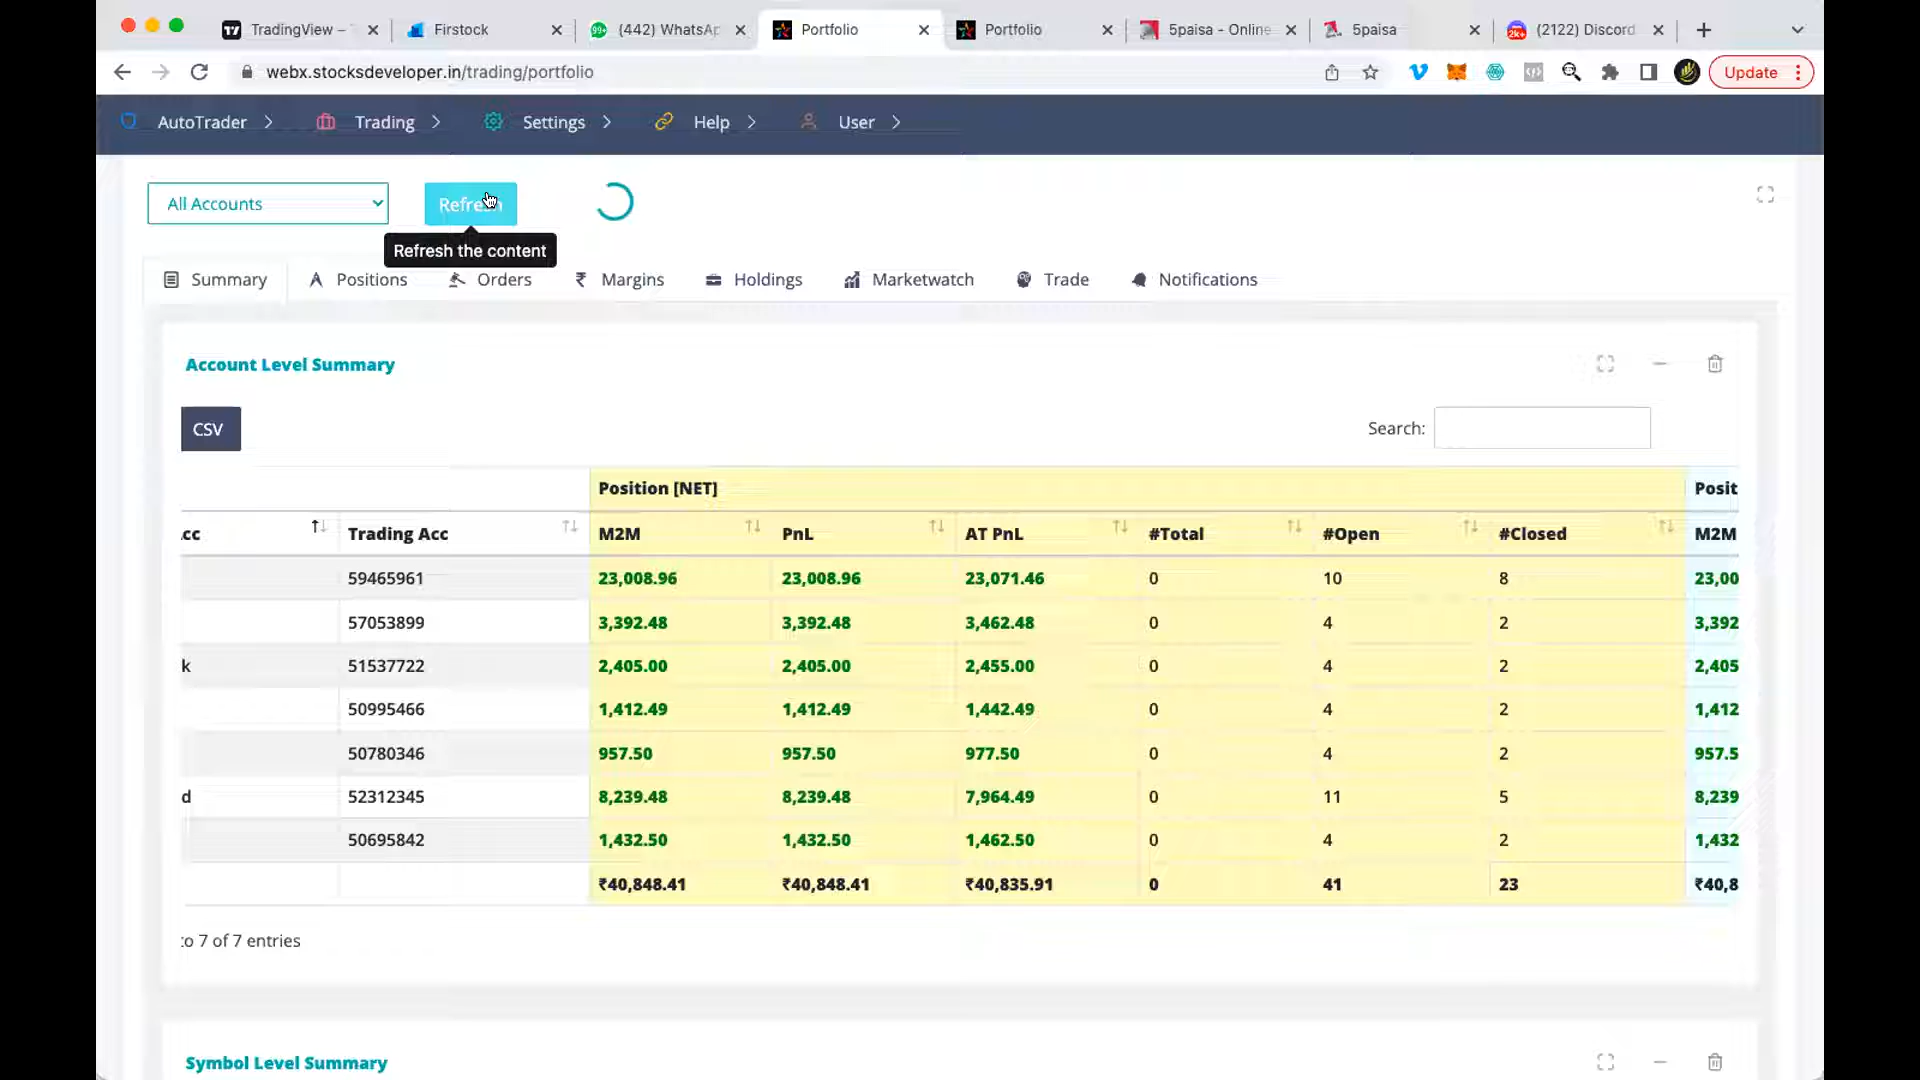 TradingView –
Firstock
99+ (442) WhatsAp
Portfolio
Portfolio
5paisa - Online
5paisa
2k+ (2122) Discord
webx.stocksdeveloper.in/trading/portfolio
Update
AutoTrader
Trading
Settings
Help
User
All Accounts
Refresh
Refresh the content
Summary
Positions
Orders
₹ Margins
Holdings
Marketwatch
Trade
Notifications
Account Level Summary
CSV
Search:
Position [NET] Posit
.cc Trading Acc M2M PnL AT PnL #Total #Open #Closed M2M
59465961 23,008.96 23,008.96 23,071.46 0 10 8 23,00
57053899 3,392.48 3,392.48 3,462.48 0 4 2 3,392
k 51537722 2,405.00 2,405.00 2,455.00 0 4 2 2,405
50995466 1,412.49 1,412.49 1,442.49 0 4 2 1,412
50780346 957.50 957.50 977.50 0 4 2 957.5
d 52312345 8,239.48 8,239.48 7,964.49 0 11 5 8,239
50695842 1,432.50 1,432.50 1,462.50 0 4 2 1,432
₹40,848.41 ₹40,848.41 ₹40,835.91 0 41 23 ₹40,8
to 7 of 7 entries
Symbol Level Summary